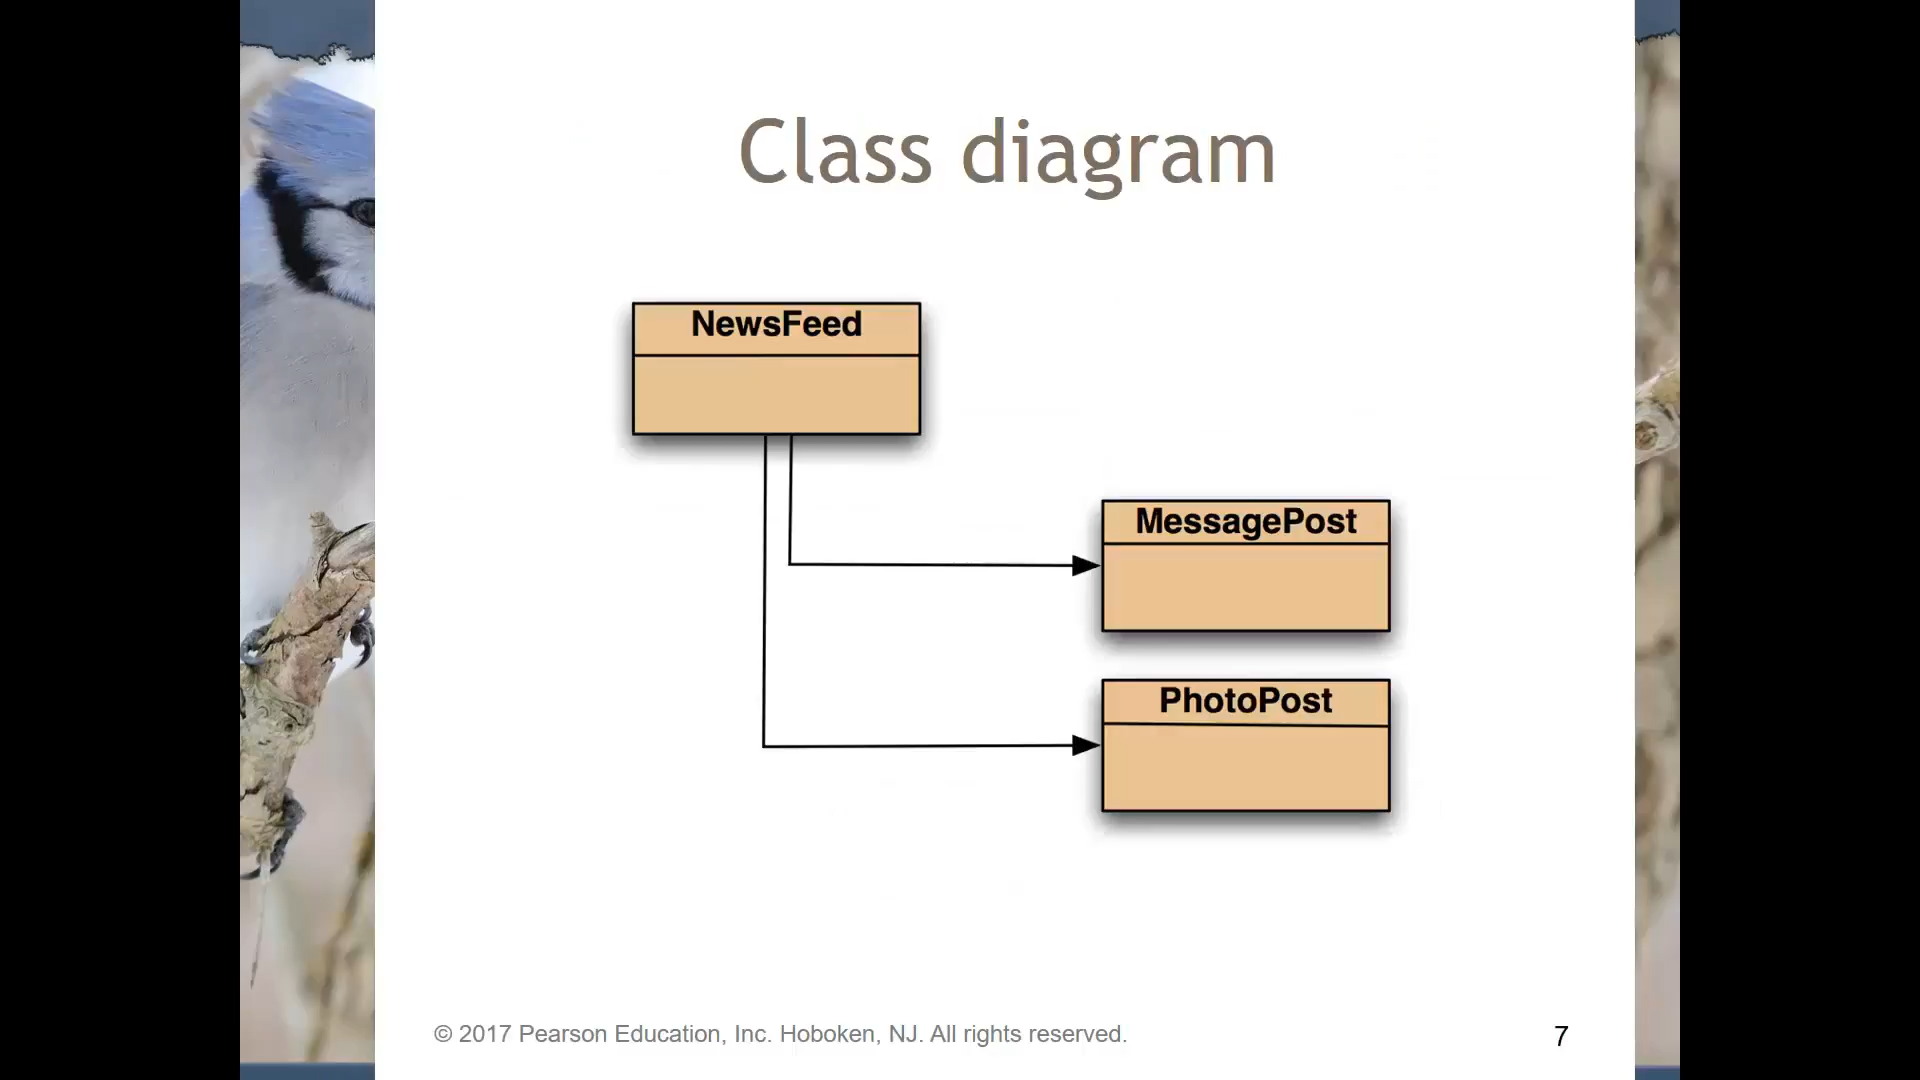 Class diagram
NewsFeed
MessagePost
PhotoPost
© 2017 Pearson Education, Inc. Hoboken, NJ. All rights reserved.
7